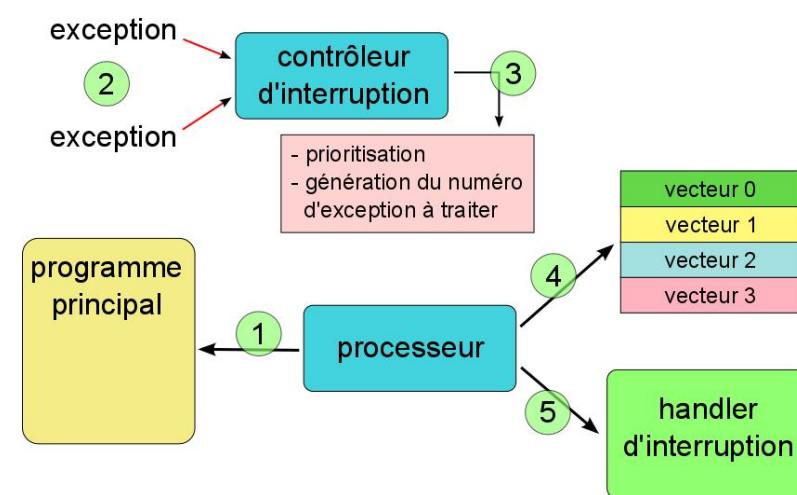 exception
2
exception
contrôleur
d'interruption
3
- prioritisation
- génération du numéro
d'exception à traiter
vecteur 0
vecteur 1
vecteur 2
vecteur 3
programme
principal
1
processeur
4
5
handler
d'interruption